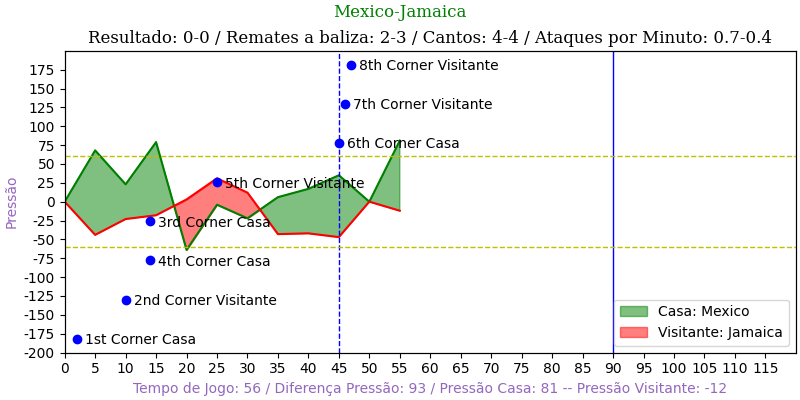 Mexico-Jamaica
Resultado: 0-0 / Remates a baliza: 2-3 / Cantos: 4-4 / Ataques por Minuto: 0.7-0.4
175
150
125
100
75
50
25
0
-25
-50
-75
-100
-125
-150
-175
-200
Pressão
8th Corner Visitante
7th Corner Visitante
6th Corner Casa
5th Corner Visitante
3rd Corner Casa
4th Corner Casa
2nd Corner Visitante
1st Corner Casa
Casa: Mexico
Visitante: Jamaica
0 5 10 15 20 25 30 35 40 45 50 55 60 65 70 75 80 85 90 95 100 105 110 115
Tempo de Jogo: 56 / Diferença Pressão: 93 / Pressão Casa: 81 -- Pressão Visitante: -12